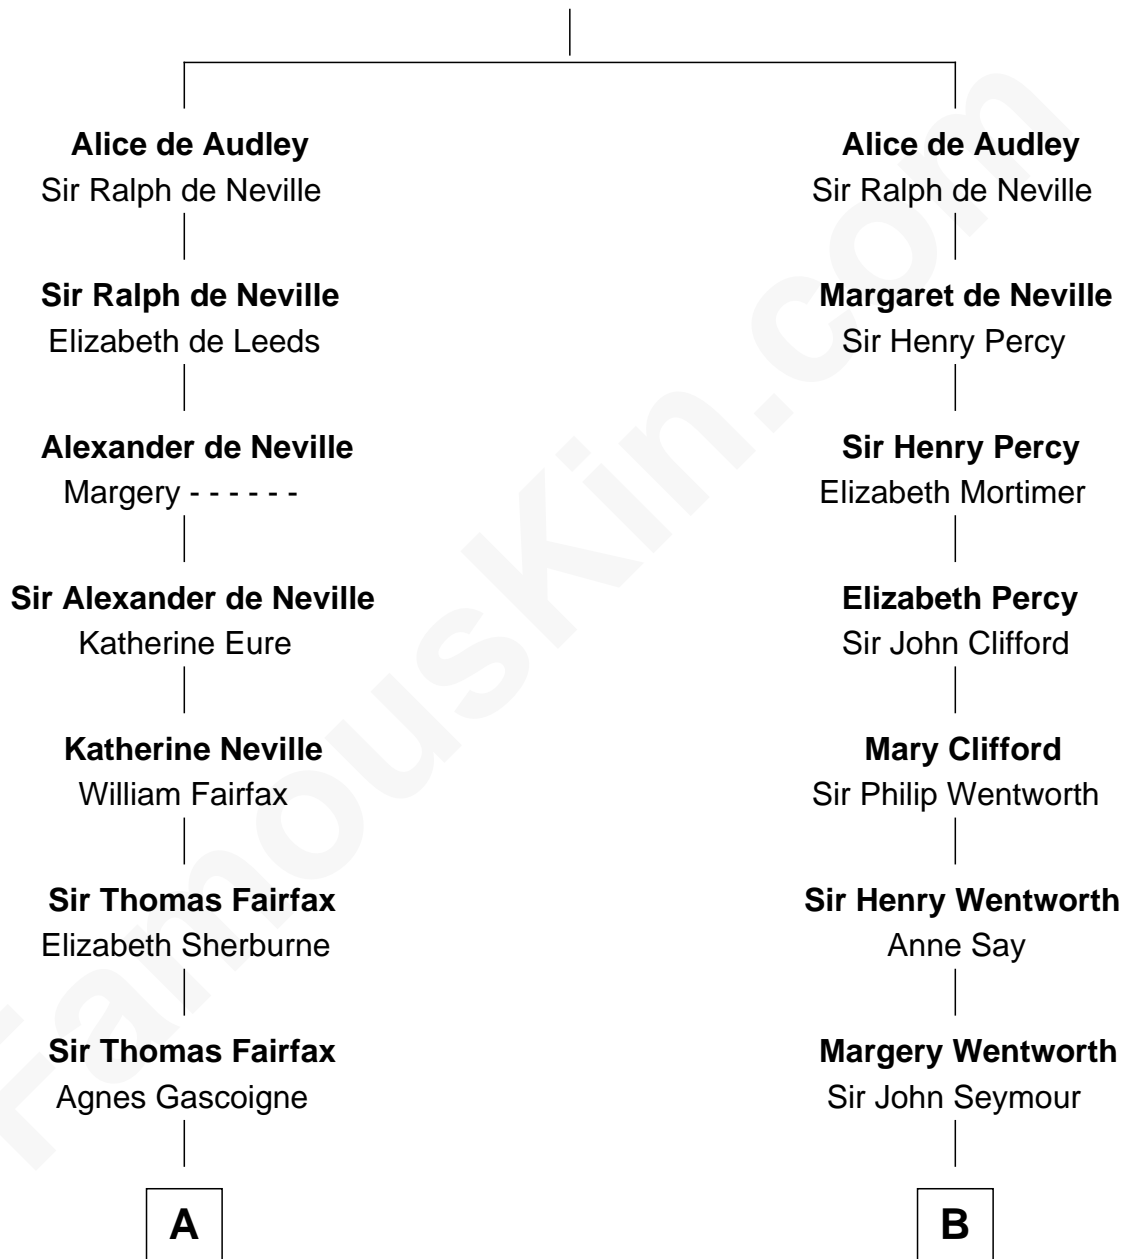 Alice de Audley
Sir Ralph de Neville
Sir Ralph de Neville
Elizabeth de Leeds
Alexander de Neville
Margery - - - - - -
Sir Alexander de Neville
Katherine Eure
Katherine Neville
William Fairfax
Sir Thomas Fairfax
Elizabeth Sherburne
Sir Thomas Fairfax
Agnes Gascoigne
A
Alice de Audley
Sir Ralph de Neville
Margaret de Neville
Sir Henry Percy
Sir Henry Percy
Elizabeth Mortimer
Elizabeth Percy
Sir John Clifford
Mary Clifford
Sir Philip Wentworth
Sir Henry Wentworth
Anne Say
Margery Wentworth
Sir John Seymour
B
FamousKin.com